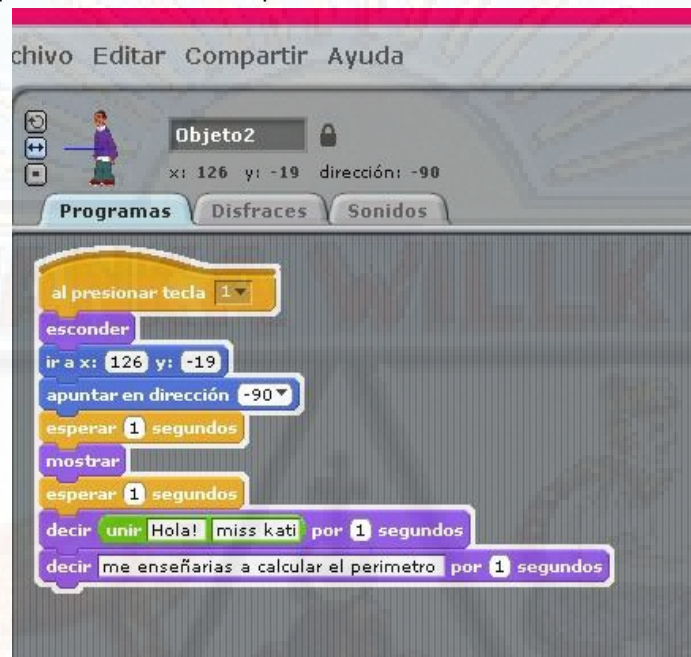 chivo Editar Compartir Ayuda
Objeto2
x: 126 y: -19 dirección: -90
Programas Disfraces Sonidos
al presionar tecla 1
esconder
ir a x: 126 y: -19
apuntar en dirección -90
esperar 1 segundos
mostrar
esperar 1 segundos
decir unir Hola! miss kati por 1 segundos
decir me enseñarias a calcular el perimetro por 1 segundos